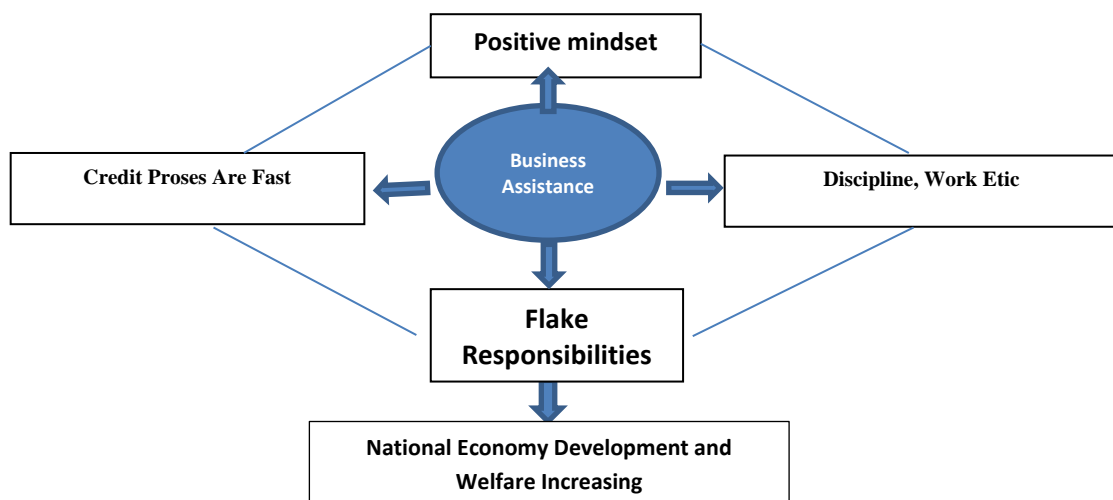 Positive mindset
Business
Assistance
Credit Proses Are Fast
Discipline, Work Etic
Flake
Responsibilities
National Economy Development and
Welfare Increasing